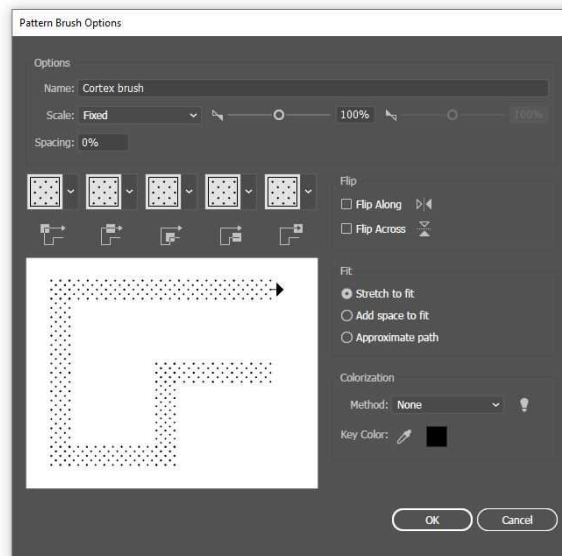 Pattern Brush Options
Options
Name: Cortex brush
Scale: Fixed 100% 100%
Spacing: 0%
Flip
Flip Along
Flip Across
Fit
Stretch to fit
Add space to fit
Approximate path
Colorization
Method: None
Key Color:
OK Cancel